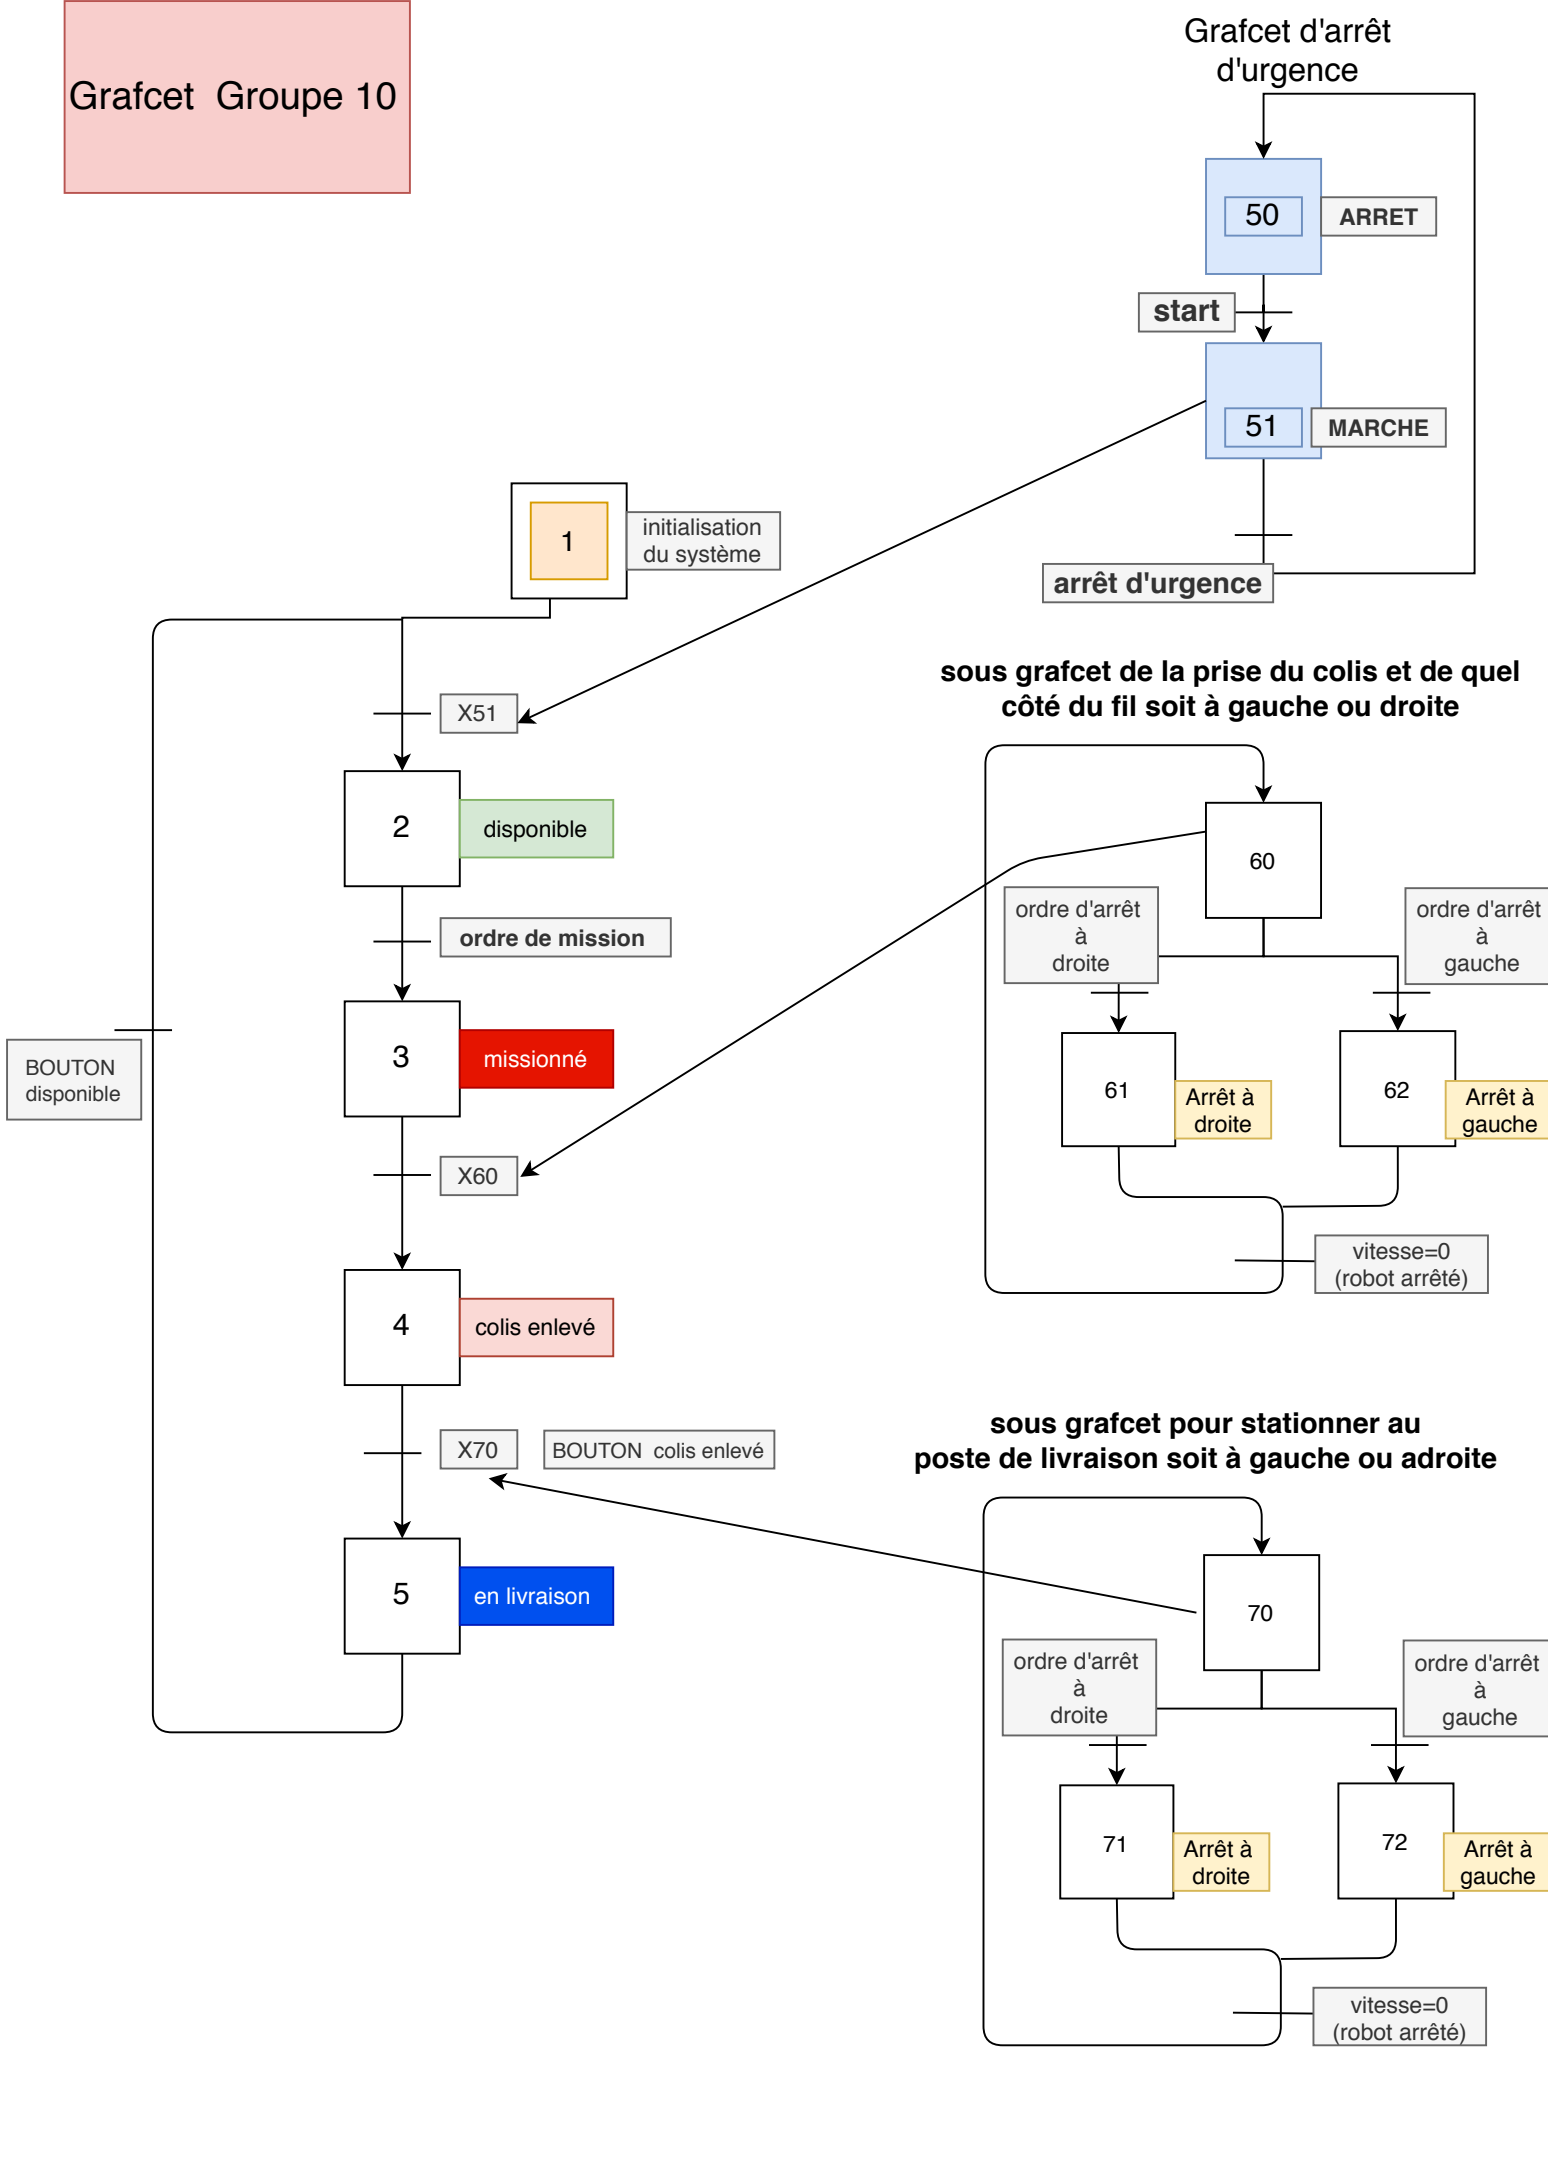 Grafcet Groupe 10
Grafcet d'arrêt
d'urgence
50
ARRET
start
51
MARCHE
arrêt d'urgence
1
initialisation
du système
X51
2
disponible
ordre de mission
3
missionné
BOUTON
disponible
X60
4
colis enlevé
X70
BOUTON colis enlevé
5
en livraison
sous grafcet de la prise du colis et de quel
côté du fil soit à gauche ou droite
60
ordre d'arrêt
à
droite
ordre d'arrêt
à
gauche
61
Arrêt à
droite
62
Arrêt à
gauche
vitesse=0
(robot arrêté)
sous grafcet pour stationner au
poste de livraison soit à gauche ou adroite
70
ordre d'arrêt
à
droite
ordre d'arrêt
à
gauche
71
Arrêt à
droite
72
Arrêt à
gauche
vitesse=0
(robot arrêté)